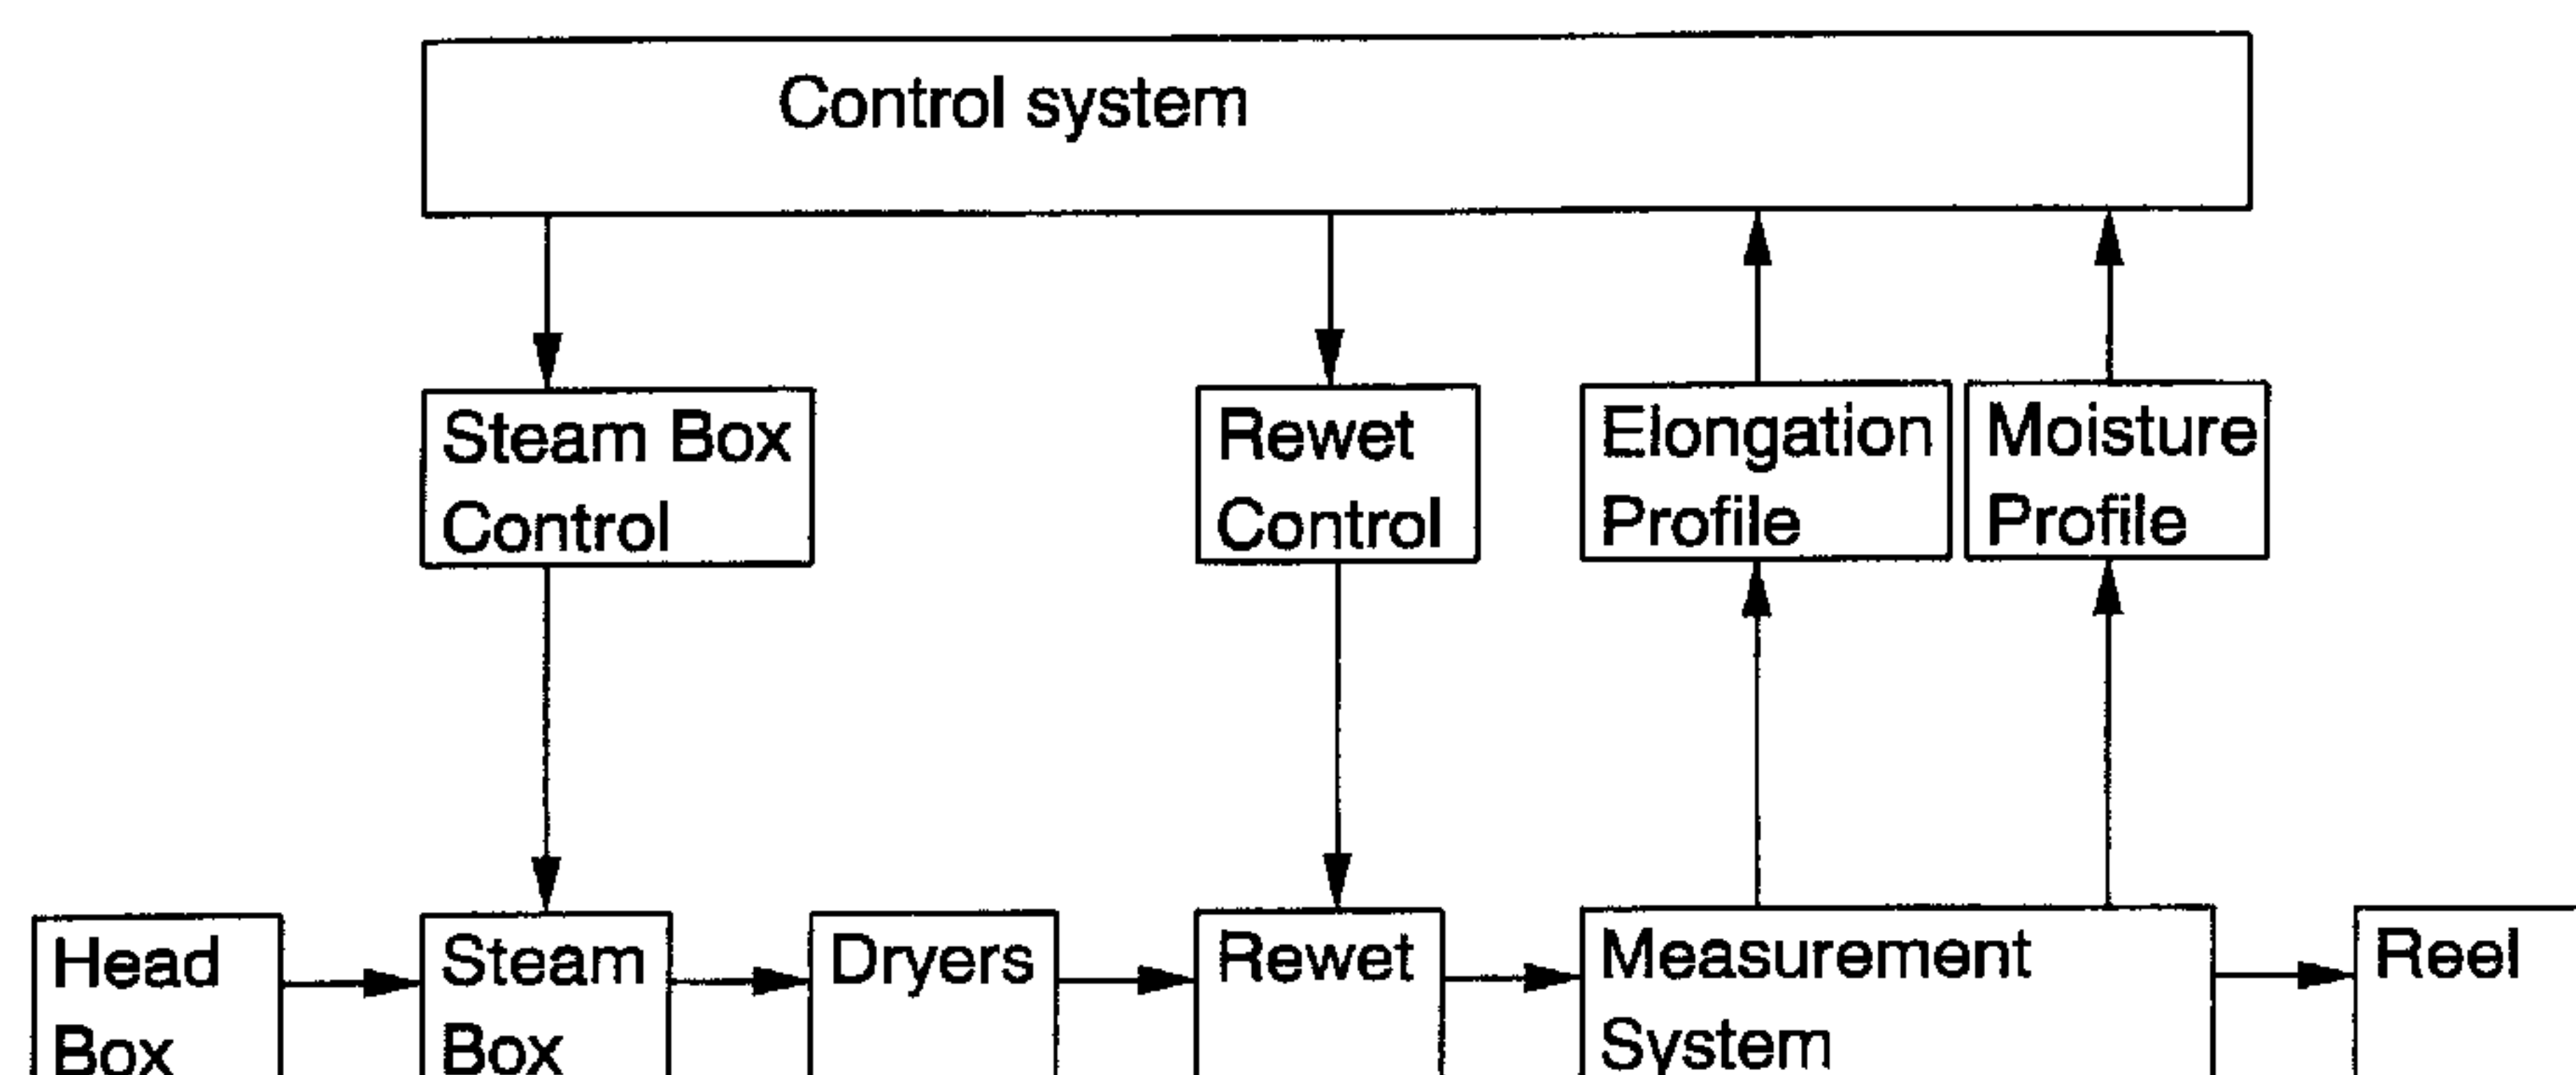 Control system
Steam Box
Control
Rewet
Control
Elongation
Profile
Moisture
Profile
Head
Box
Steam
Box
Dryers
Rewet
Measurement
System
Reel